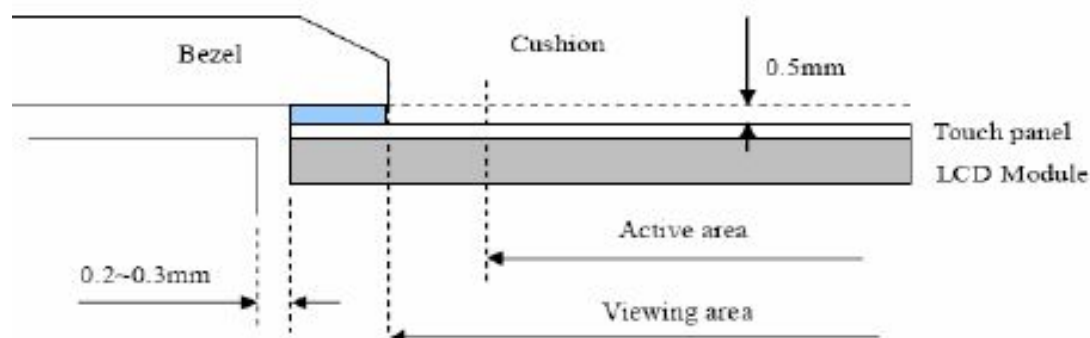 Bezel
Cushion
0.5mm
Touch panel
LCD Module
Active area
0.2~0.3mm
Viewing area